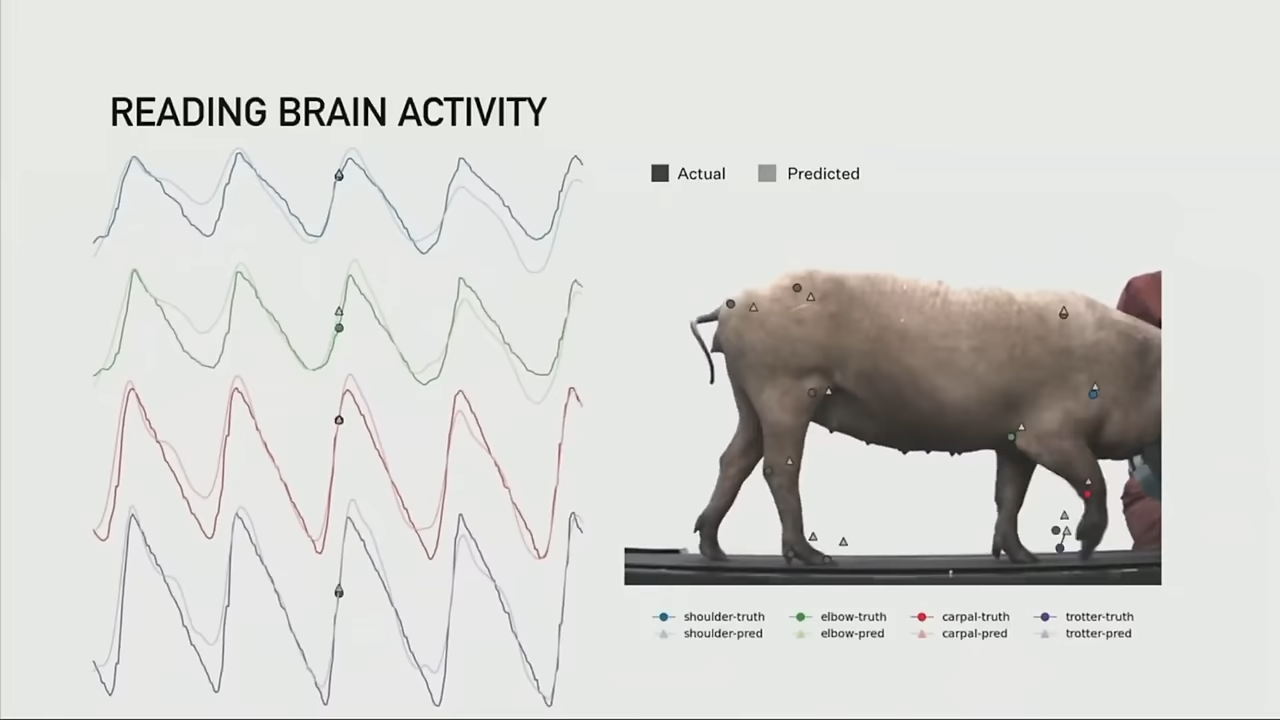 READING BRAIN ACTIVITY
Actual Predicted
shoulder-truth elbow-truth carpal-truth trotter-truth
shoulder-pred elbow-pred carpal-pred trotter-pred